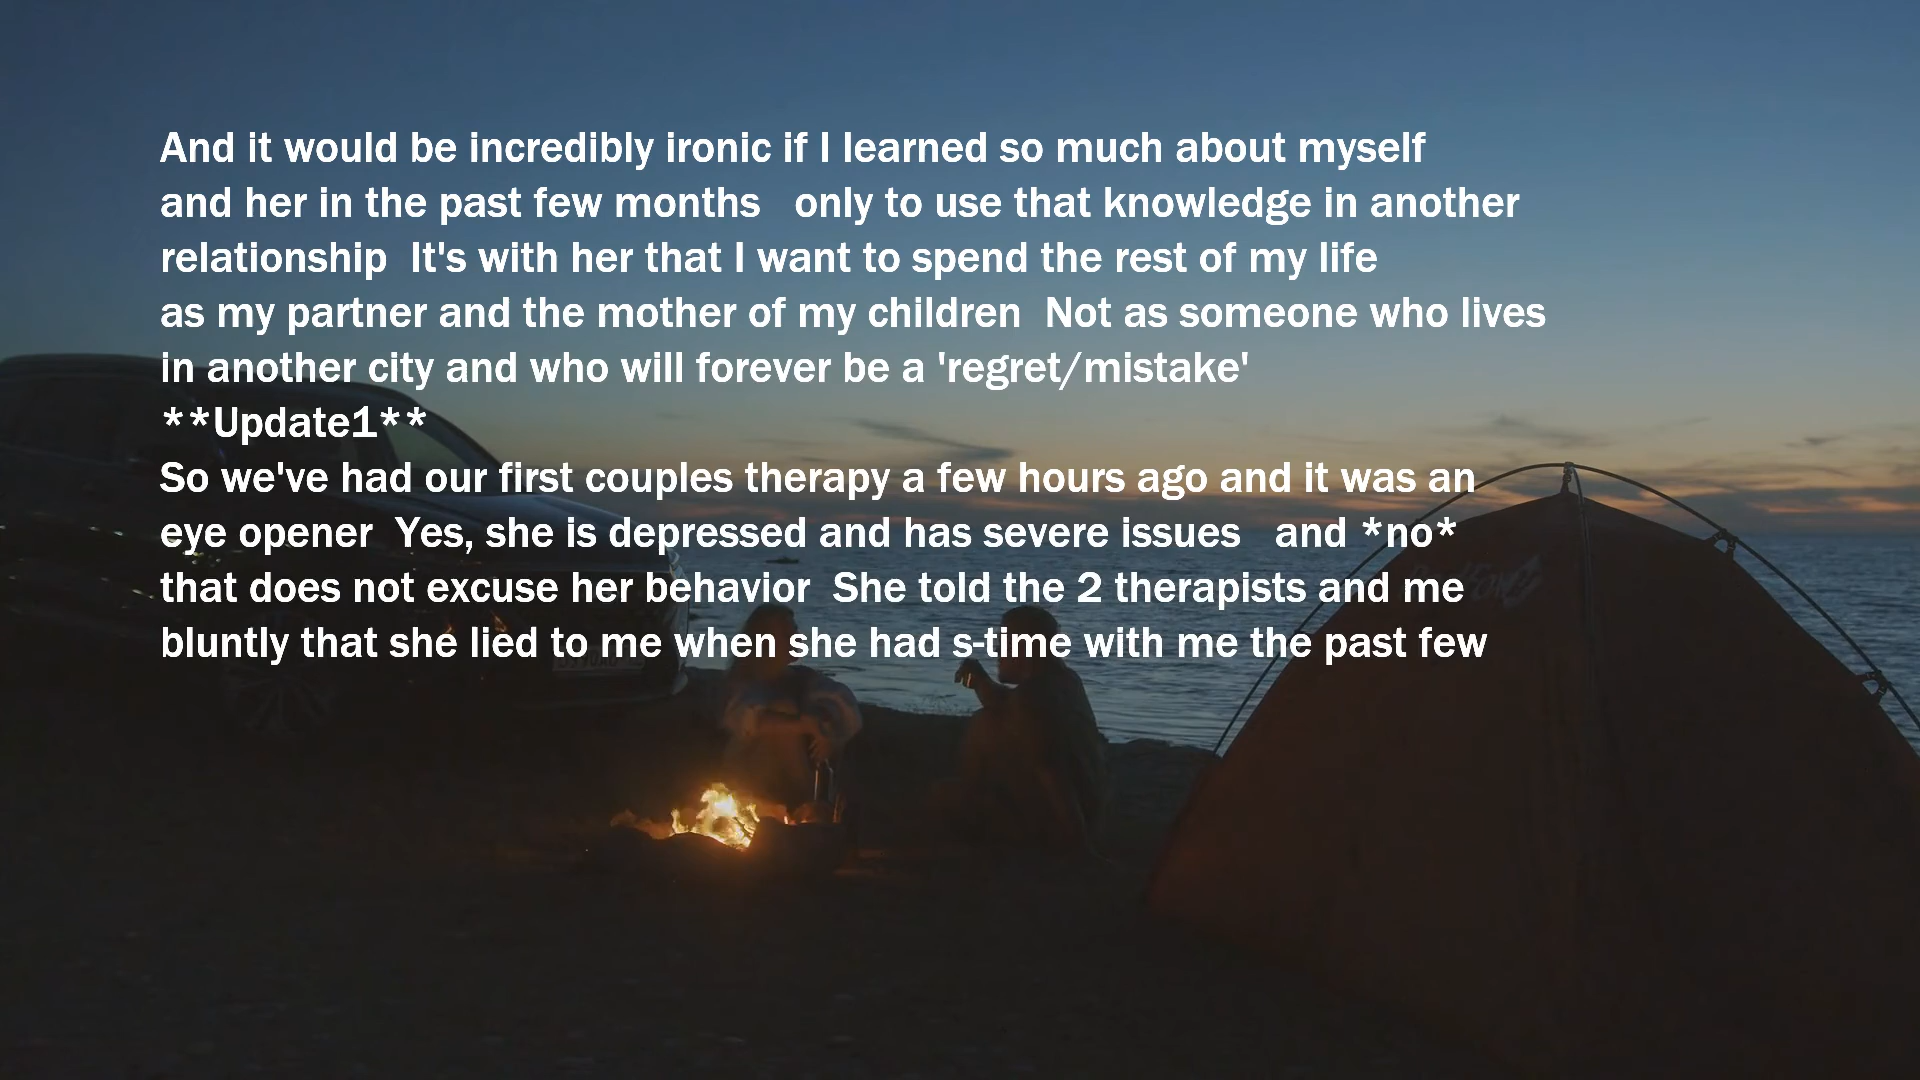 And it would be incredibly ironic if I learned so much about myself
and her in the past few months   only to use that knowledge in another
relationship  It's with her that I want to spend the rest of my life
as my partner and the mother of my children  Not as someone who lives
in another city and who will forever be a 'regret/mistake'
**Update1**
So we've had our first couples therapy a few hours ago and it was an
eye opener  Yes, she is depressed and has severe issues   and *no*
that does not excuse her behavior  She told the 2 therapists and me
bluntly that she lied to me when she had s-time with me the past few